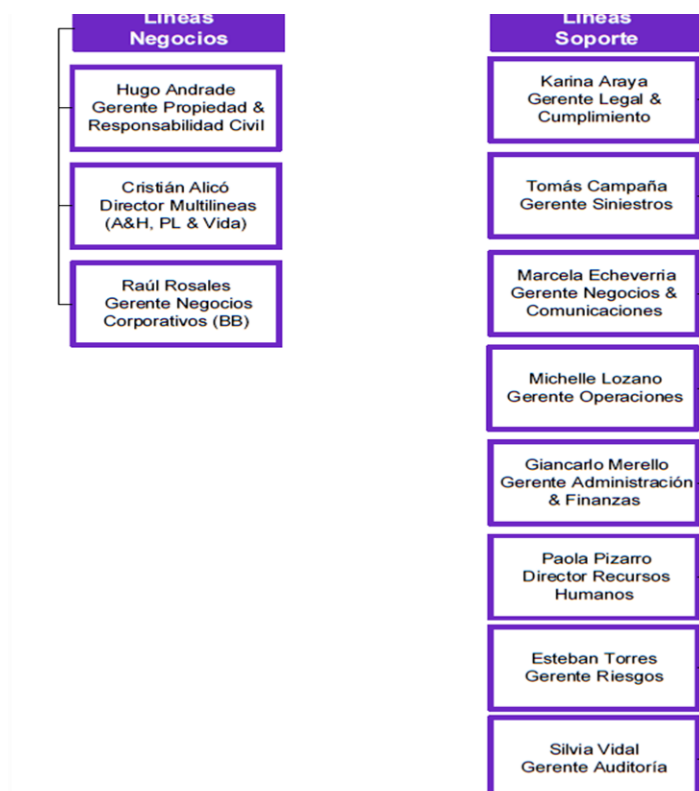 Líneas
Negocios
Hugo Andrade
Gerente Propiedad &
Responsabilidad Civil
Cristián Alicó
Director Multilineas
(A&H, PL & Vida)
Raúl Rosales
Gerente Negocios
Corporativos (BB)
Líneas
Soporte
Karina Araya
Gerente Legal &
Cumplimiento
Tomás Campaña
Gerente Siniestros
Marcela Echeverria
Gerente Negocios &
Comunicaciones
Michelle Lozano
Gerente Operaciones
Giancarlo Merello
Gerente Administración
& Finanzas
Paola Pizarro
Director Recursos
Humanos
Esteban Torres
Gerente Riesgos
Silvia Vidal
Gerente Auditoría